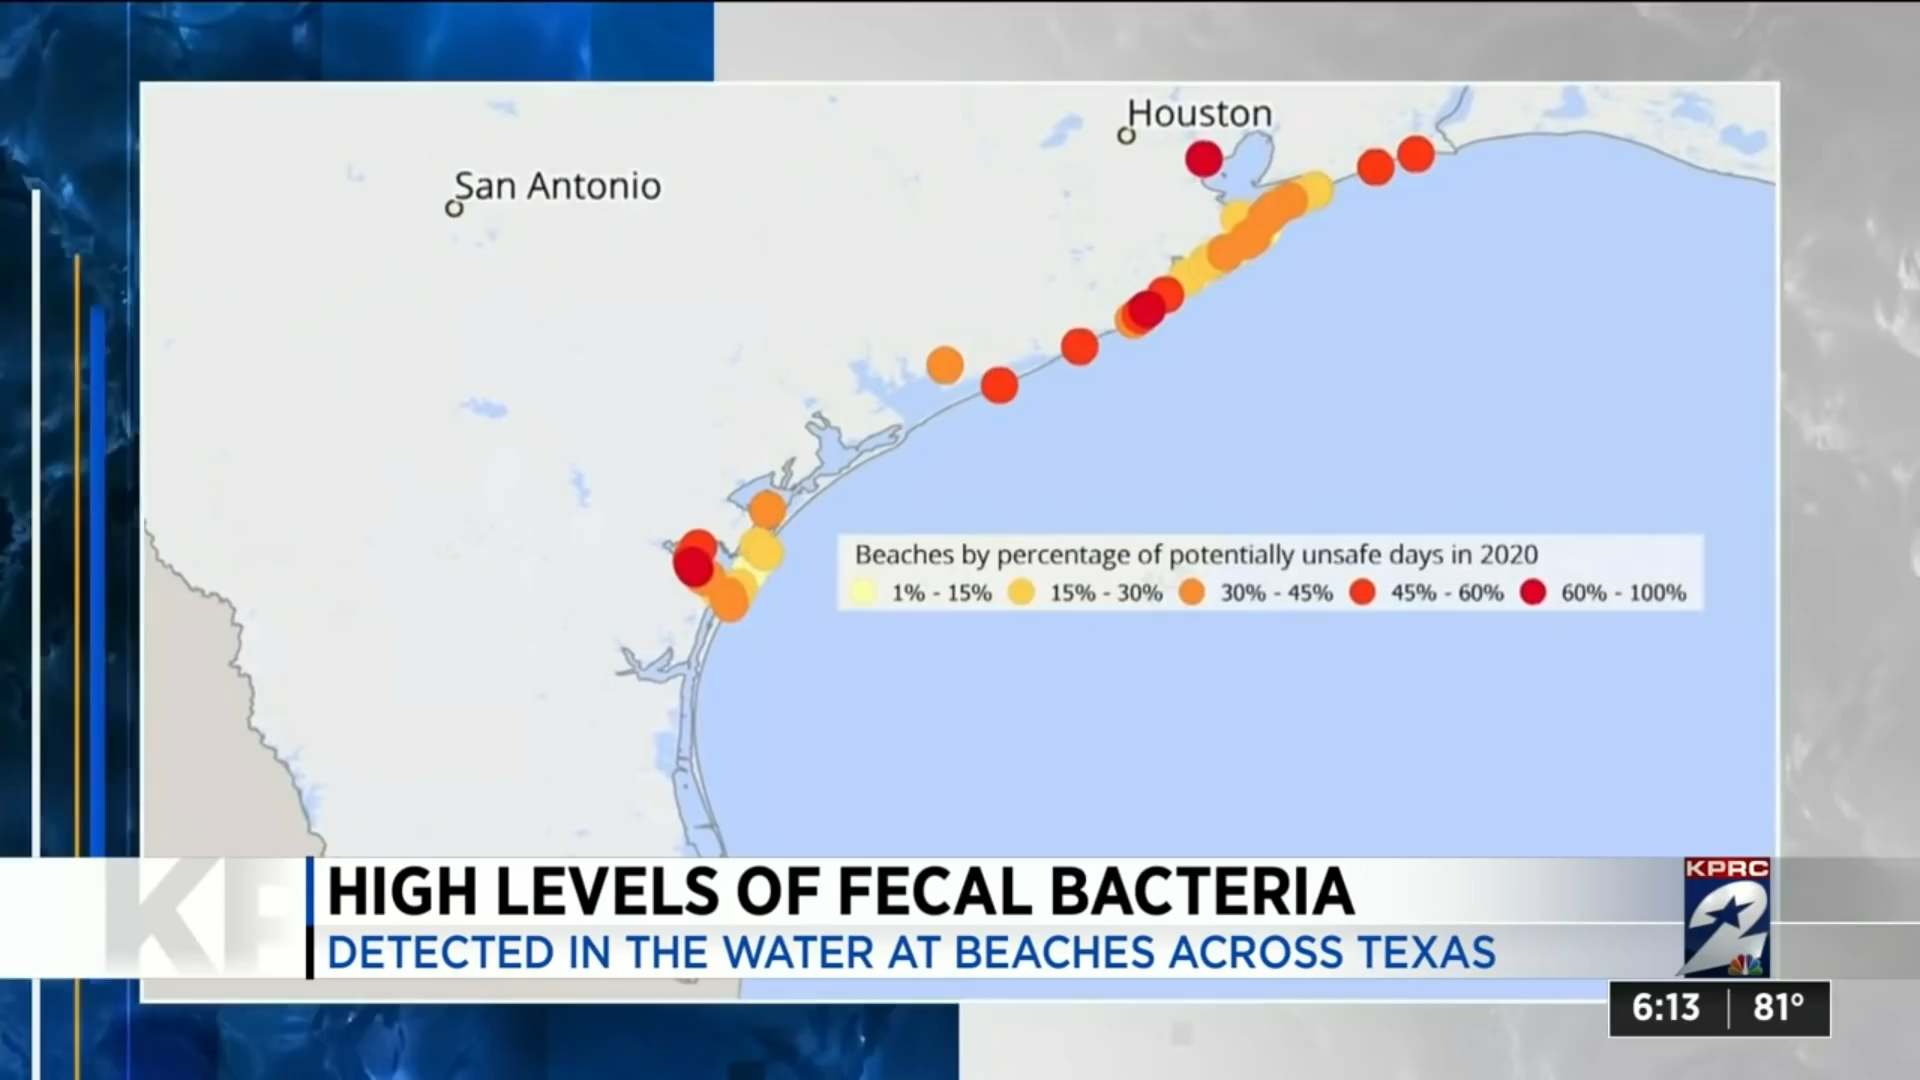 Houston
San Antonio
Beaches by percentage of potentially unsafe days in 2020
1% - 15% 15% - 30% 30% - 45% 45% - 60% 60% - 100%
KP
HIGH LEVELS OF FECAL BACTERIA
DETECTED IN THE WATER AT BEACHES ACROSS TEXAS
KPRC
2
6:13 81°